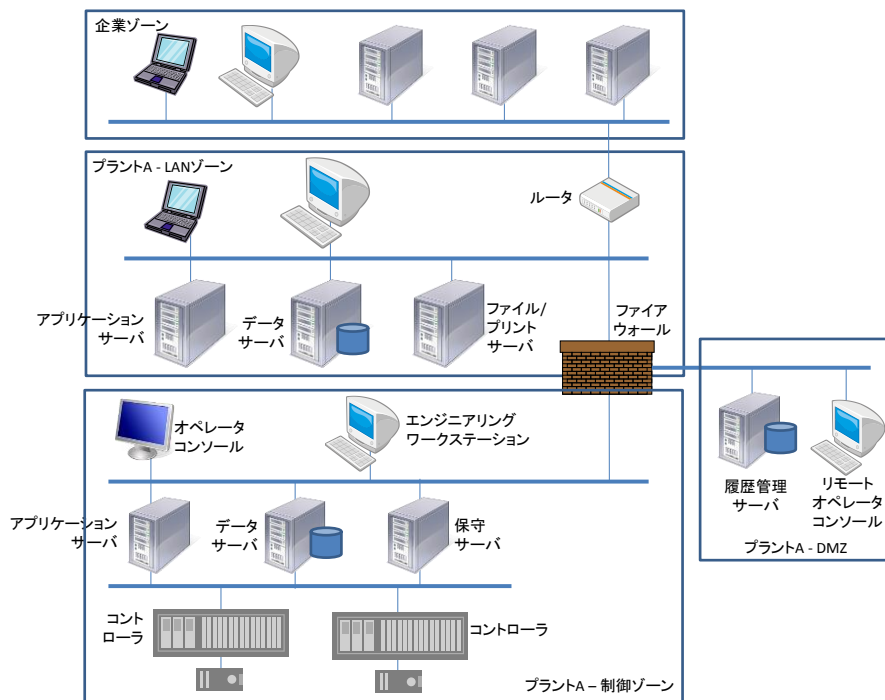 企業ゾーン
プラントA - LANゾーン
ルータ
アプリケーション
サーバ
データ
サーバ
ファイル/
プリント
サーバ
ファイア
ウォール
オペレータ
コンソール
エンジニアリング
ワークステーション
アプリケーション
サーバ
データ
サーバ
保守
サーバ
履歴管理
サーバ
リモート
オペレータ
コンソール
プラントA - DMZ
コント
ローラ
コントローラ
プラントA – 制御ゾーン